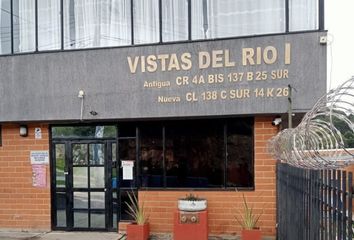 VISTAS DEL RIO I
Antigua CR 4A BIS 137 B 25 SUR
Nueva CL 138 C SUR 14 K 26